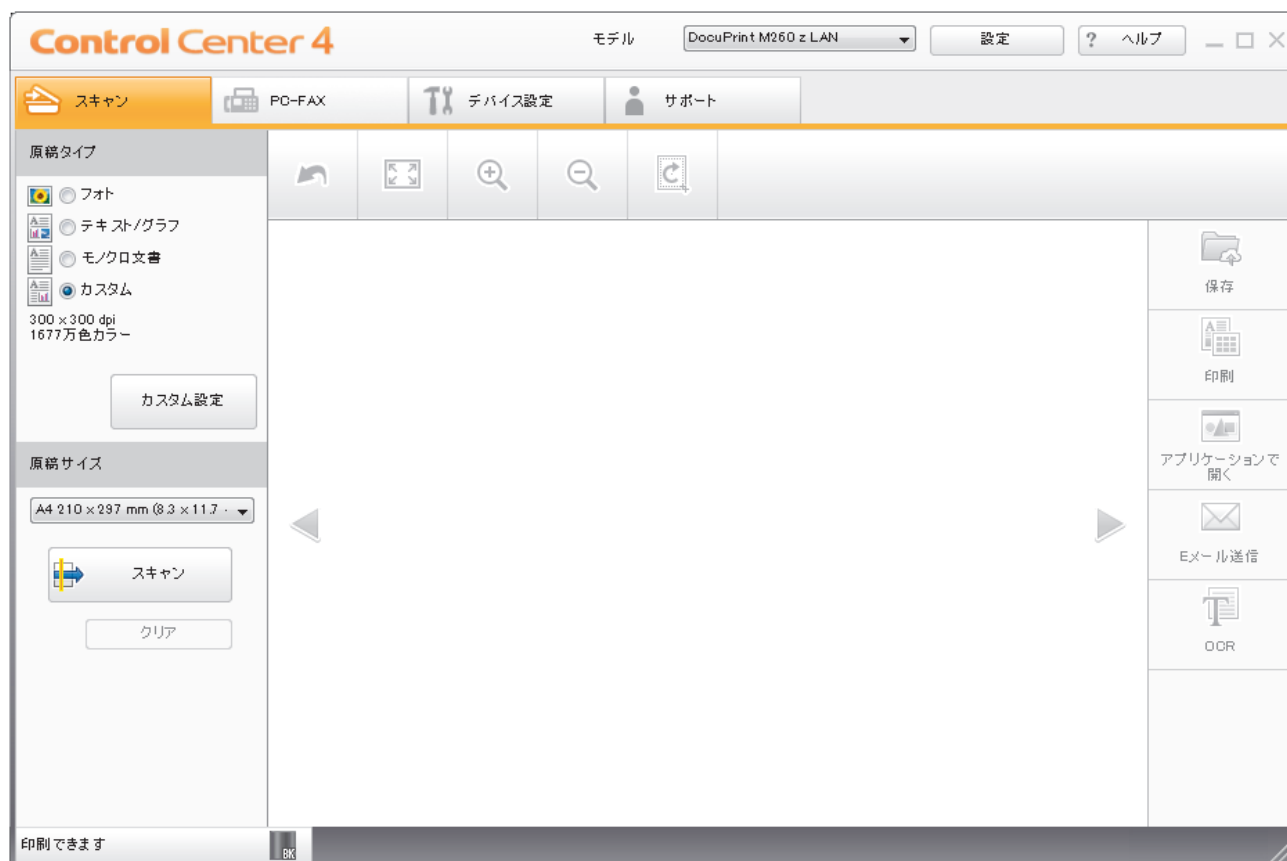 Control Center 4
モデル
DocuPrint M260 z LAN
設定
? ヘルプ
スキャン
PC-FAX
デバイス設定
サポート
原稿タイプ
フォト
テキスト/グラフ
モノクロ文書
カスタム
300 × 300 dpi
1677万色カラー
カスタム設定
原稿サイズ
A4 210 × 297 mm (8.3 × 11.7 ·
スキャン
クリア
保存
印刷
アプリケーションで
開く
Eメール送信
OCR
印刷できます
BK